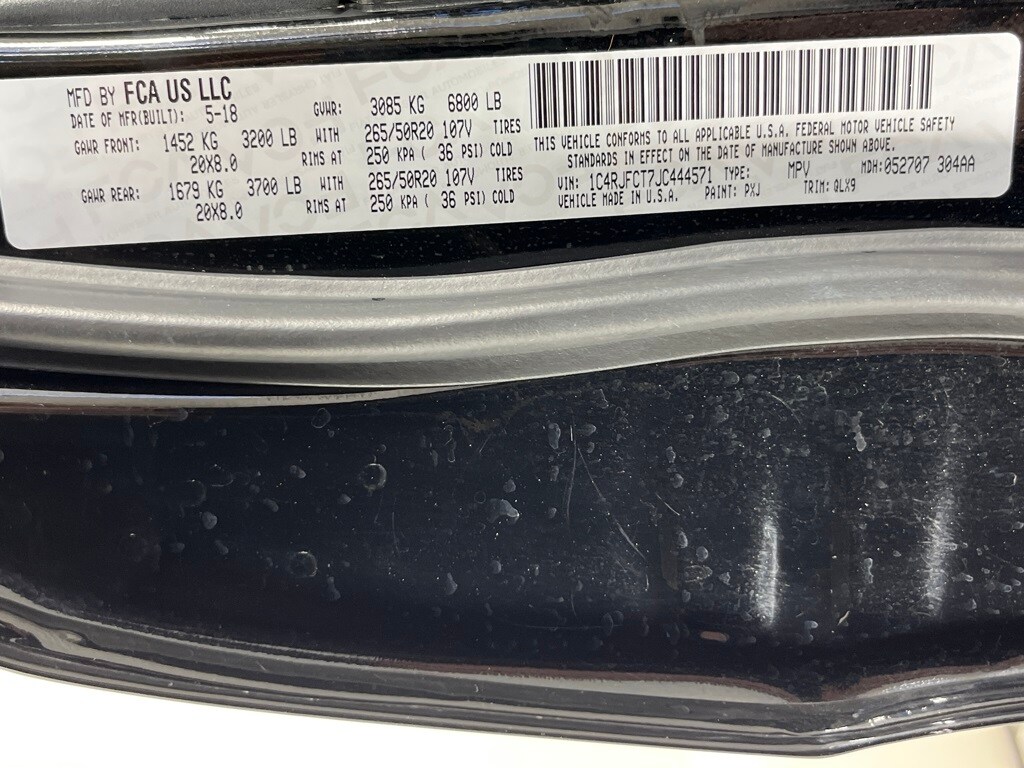 MFD BY FCA US LLC
DATE OF MFR(BUILT): 5-18 GVWR: 3085 KG 6800 LB
GAWR FRONT: 1452 KG 3200 LB WITH 265/50R20 107V TIRES
20X8.0 RIMS AT 250 KPA ( 36 PSI) COLD
GAWR REAR: 1679 KG 3700 LB WITH 265/50R20 107V TIRES
20X8.0 RIMS AT 250 KPA ( 36 PSI) COLD
THIS VEHICLE CONFORMS TO ALL APPLICABLE U.S.A. FEDERAL MOTOR VEHICLE SAFETY
STANDARDS IN EFFECT ON THE DATE OF MANUFACTURE SHOWN ABOVE.
VIN: 1C4RJFCT7JC444571 TYPE: MPV MDH: 052707 304AA
VEHICLE MADE IN U.S.A. PAINT: PXJ TRIM: QLX9